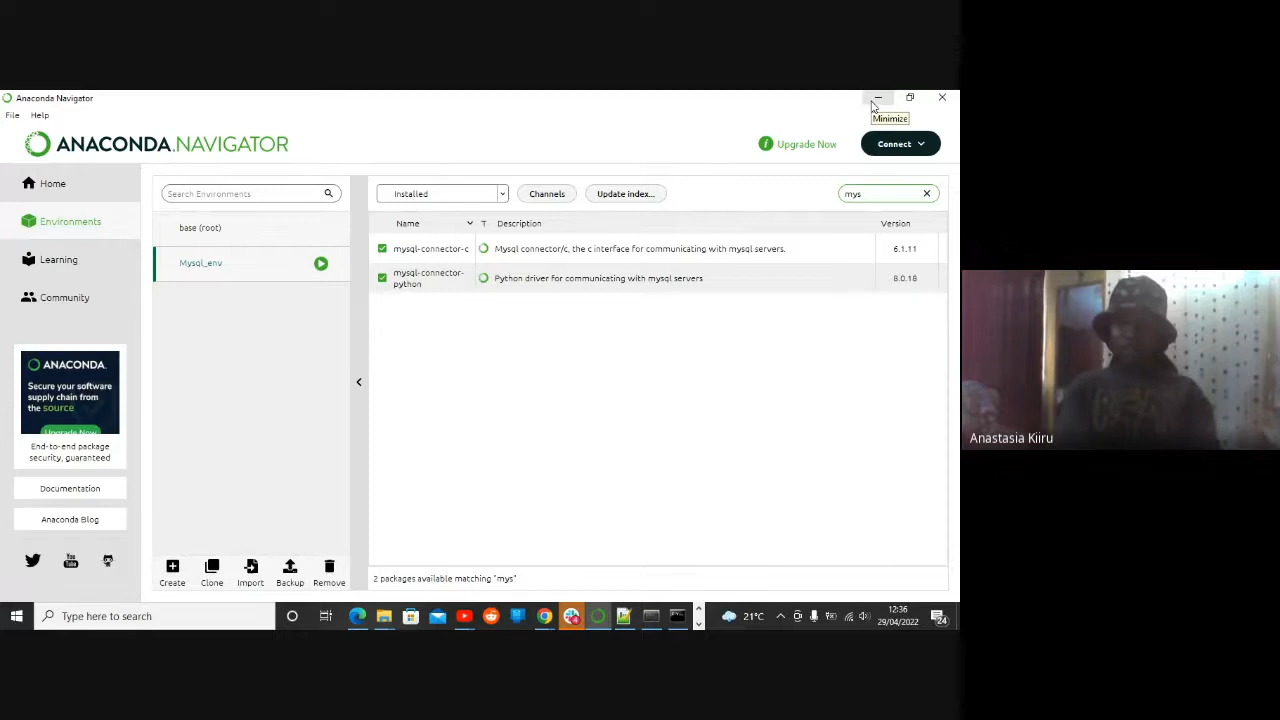 Anaconda Navigator
File Help
Minimize
ANACONDA.NAVIGATOR
Upgrade Now
Connect
Home
Environments
Learning
Community
ANACONDA.
Secure your software
supply chain from
the source
Upgrade Now
End-to-end package
security, guaranteed
Documentation
Anaconda Blog
Search Environments
base (root)
Mysql_env
Create Clone Import Backup Remove
Installed
Channels
Update index...
mys
Name T Description Version
mysql-connector-c Mysql connector/c, the c interface for communicating with mysql servers. 6.1.11
mysql-connector-
python
Python driver for communicating with mysql servers 8.0.18
2 packages available matching "mys"
Anastasia Kiiru
Type here to search
21°C
12:36
29/04/2022
24